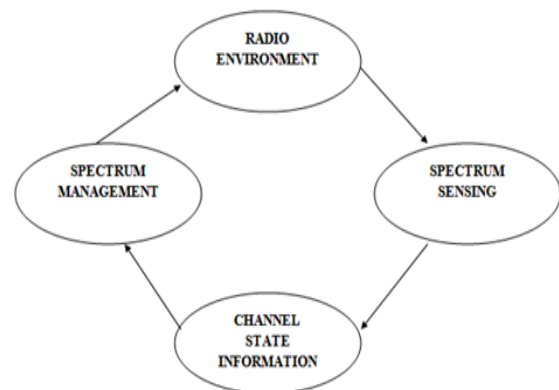 RADIO
ENVIRONMENT
SPECTRUM
MANAGEMENT
SPECTRUM
SENSING
CHANNEL
STATE
INFORMATION